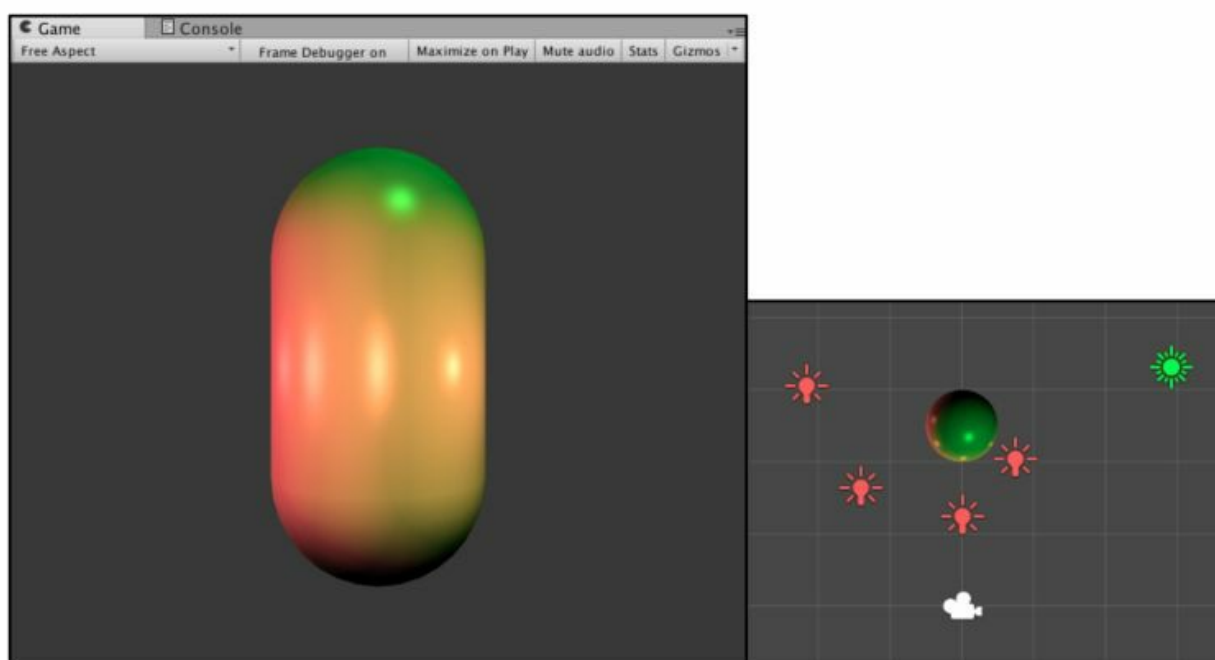 Game Console
Free Aspect Frame Debugger on Maximize on Play Mute audio Stats Gizmos